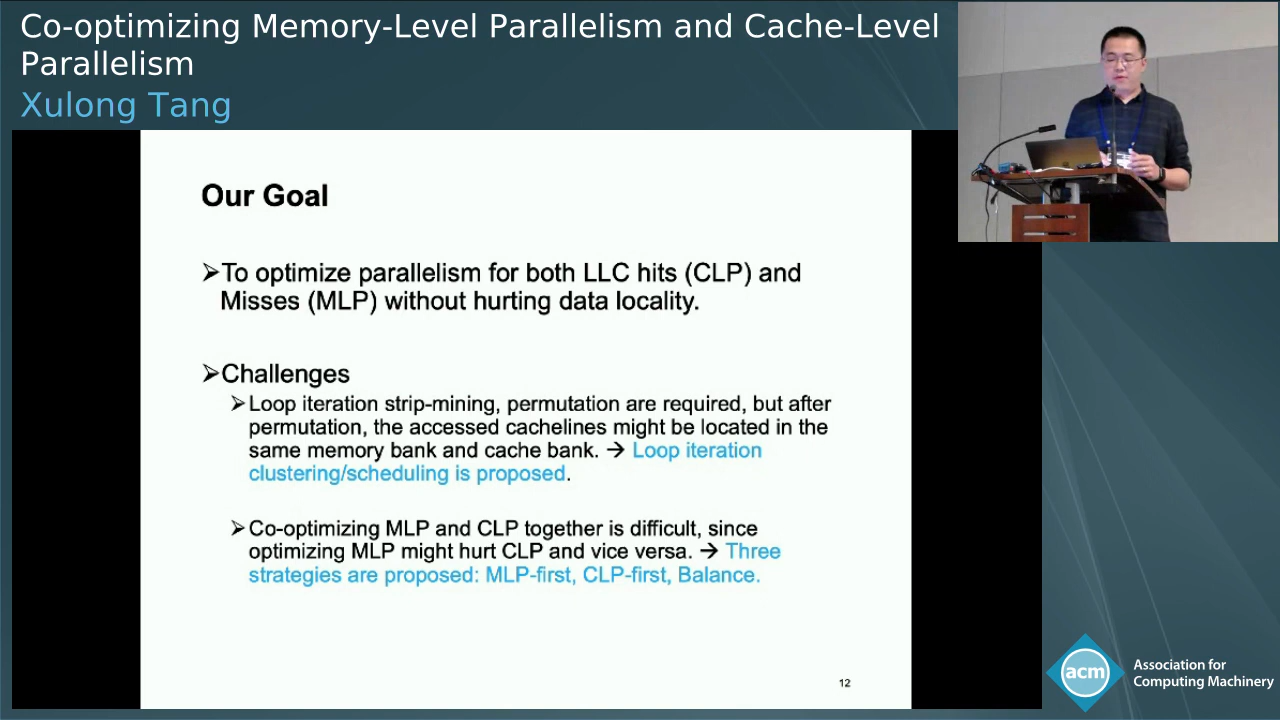 Co-optimizing Memory-Level Parallelism and Cache-Level
Parallelism
Xulong Tang
Our Goal
➢To optimize parallelism for both LLC hits (CLP) and
Misses (MLP) without hurting data locality.
➢Challenges
➢Loop iteration strip-mining, permutation are required, but after
permutation, the accessed cachelines might be located in the
same memory bank and cache bank. → Loop iteration
clustering/scheduling is proposed.
➢Co-optimizing MLP and CLP together is difficult, since
optimizing MLP might hurt CLP and vice versa. → Three
strategies are proposed: MLP-first, CLP-first, Balance.
12
acm
Association for
Computing Machinery